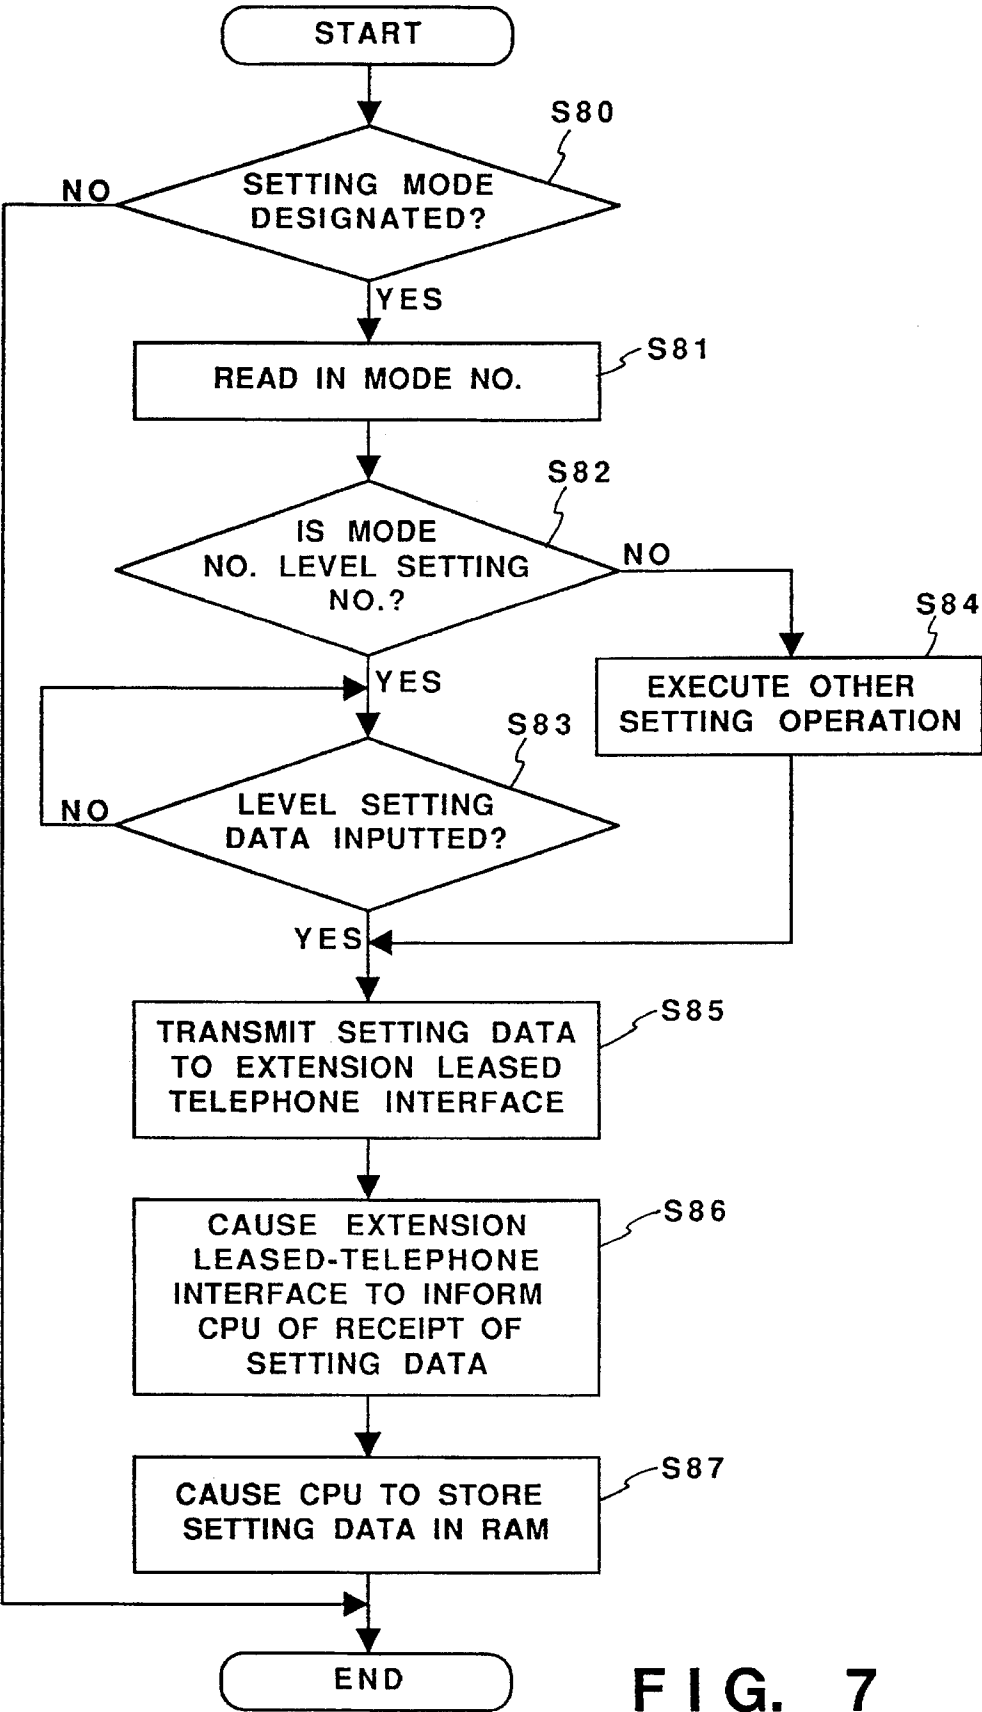 START
S80
NO
SETTING MODE
DESIGNATED?
YES
S81
READ IN MODE NO.
S82
IS MODE
NO. LEVEL SETTING
NO.?
NO
S84
YES
EXECUTE OTHER
SETTING OPERATION
S83
NO
LEVEL SETTING
DATA INPUTTED?
YES
S85
TRANSMIT SETTING DATA
TO EXTENSION LEASED
TELEPHONE INTERFACE
S86
CAUSE EXTENSION
LEASED-TELEPHONE
INTERFACE TO INFORM
CPU OF RECEIPT OF
SETTING DATA
S87
CAUSE CPU TO STORE
SETTING DATA IN RAM
END
FIG. 7